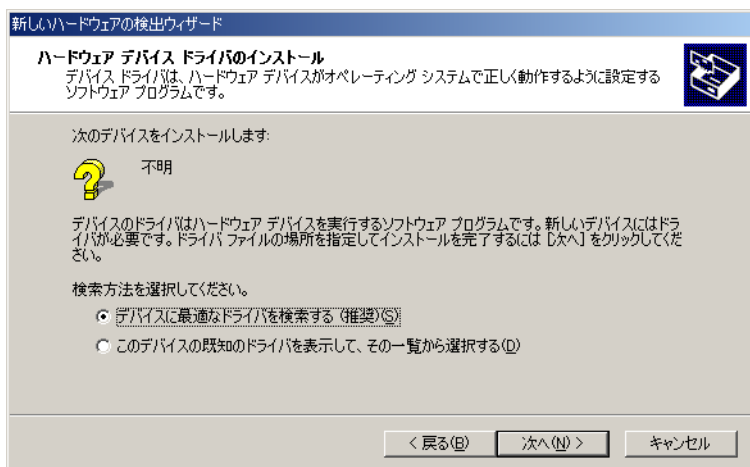 新しいハードウェアの検出ウィザード
ハードウェア デバイス ドライバのインストール
デバイス ドライバは、ハードウェア デバイスがオペレーティング システムで正しく動作するように設定する
ソフトウェア プログラムです。
次のデバイスをインストールします:
不明
デバイスのドライバはハードウェア デバイスを実行するソフトウェア プログラムです。新しいデバイスにはドラ
イバが必要です。ドライバ ファイルの場所を指定してインストールを完了するには [次へ] をクリックしてくだ
さい。
検索方法を選択してください。
デバイスに最適なドライバを検索する (推奨)(S)
このデバイスの既知のドライバを表示して、その一覧から選択する(D)
< 戻る(B)
次へ(N) >
キャンセル